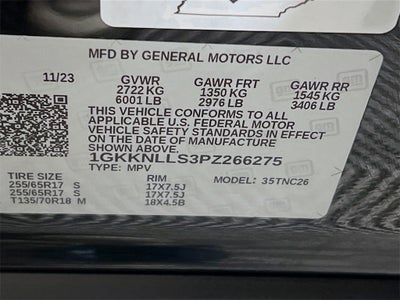 MFD BY GENERAL MOTORS LLC
11/23 GVWR GAWR FRT GAWR RR
2722 KG 1350 KG 1545 KG
6001 LB 2976 LB 3406 LB
THIS VEHICLE CONFORMS TO ALL
APPLICABLE U.S. FEDERAL MOTOR
VEHICLE SAFETY STANDARDS IN EFFECT
ON THE DATE OF MANUFACTURE
SHOWN ABOVE.
1GKKNLLS3PZ266275
TYPE: MPV MODEL: 35TNC26
TIRE SIZE RIM
255/65R17 S 17X7.5J
255/65R17 S 17X7.5J
T135/70R18 M 18X4.5B